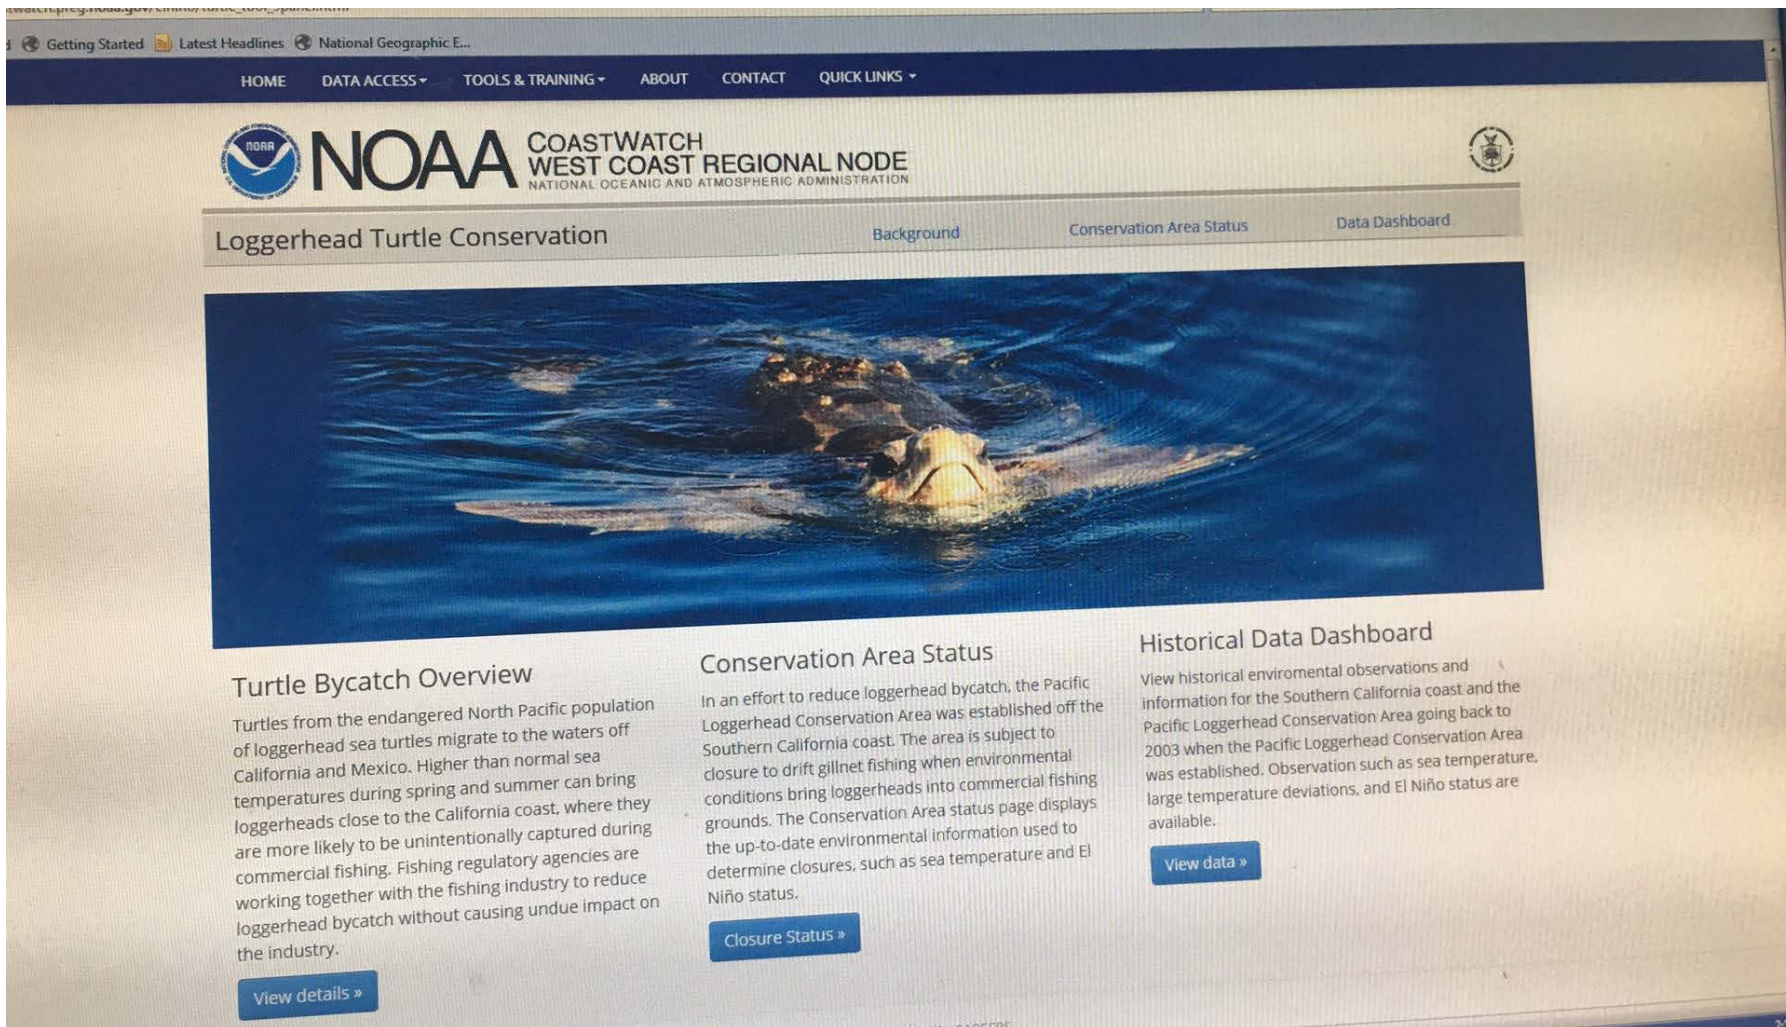 Getting Started Latest Headlines National Geographic E...
HOME DATA ACCESS TOOLS & TRAINING ABOUT CONTACT QUICK LINKS
NOAA
NOAA COASTWATCH
WEST COAST REGIONAL NODE
NATIONAL OCEANIC AND ATMOSPHERIC ADMINISTRATION
Loggerhead Turtle Conservation Background Conservation Area Status Data Dashboard
Turtle Bycatch Overview
Turtles from the endangered North Pacific population
of loggerhead sea turtles migrate to the waters off
California and Mexico. Higher than normal sea
temperatures during spring and summer can bring
loggerheads close to the California coast, where they
are more likely to be unintentionally captured during
commercial fishing. Fishing regulatory agencies are
working together with the fishing industry to reduce
loggerhead bycatch without causing undue impact on
the industry.
View details »
Conservation Area Status
In an effort to reduce loggerhead bycatch, the Pacific
Loggerhead Conservation Area was established off the
Southern California coast. The area is subject to
closure to drift gillnet fishing when environmental
conditions bring loggerheads into commercial fishing
grounds. The Conservation Area status page displays
the up-to-date environmental information used to
determine closures, such as sea temperature and El
Niño status.
Closure Status »
Historical Data Dashboard
View historical enviromental observations and
information for the Southern California coast and the
Pacific Loggerhead Conservation Area going back to
2003 when the Pacific Loggerhead Conservation Area
was established. Observation such as sea temperature,
large temperature deviations, and El Niño status are
available.
View data »